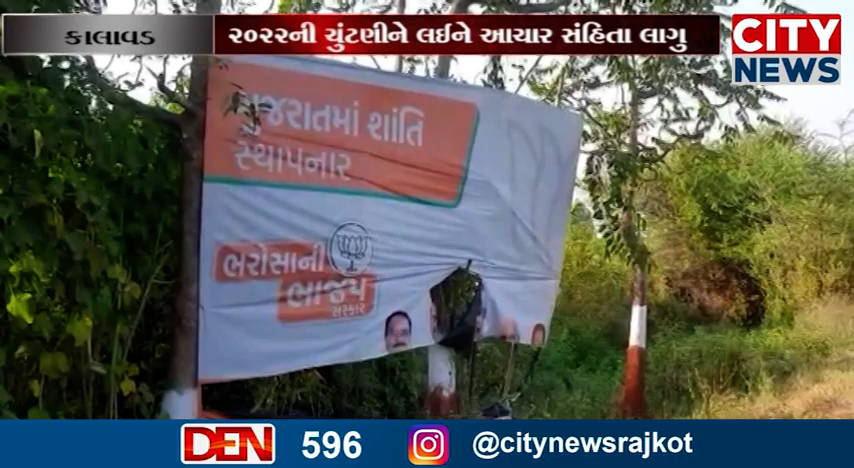 કાલાવડ
૨૦૨૨ની ચુંટણીને લઈને આચાર સંહિતા લાગુ
CITY
NEWS
ગુજરાતમાં શાંતિ
સ્થાપનાર
ભરોસાની
ભાજપ
સરકાર
DEN 596 @citynewsrajkot